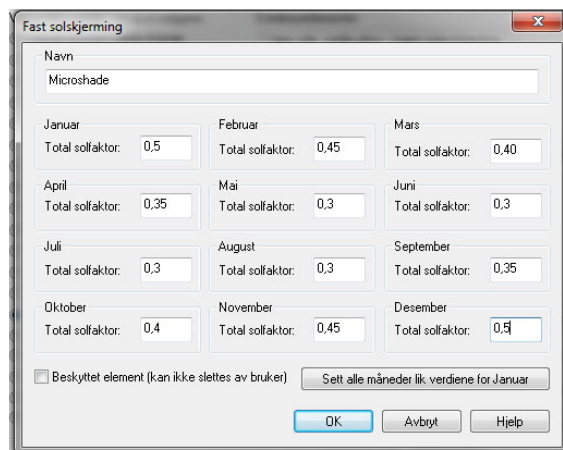 Fast solskjerming
Navn
Microshade
Januar
Total solfaktor: 0,5
Februar
Total solfaktor: 0,45
Mars
Total solfaktor: 0,40
April
Total solfaktor: 0,35
Mai
Total solfaktor: 0,3
Juni
Total solfaktor: 0,3
Juli
Total solfaktor: 0,3
August
Total solfaktor: 0,3
September
Total solfaktor: 0,35
Oktober
Total solfaktor: 0,4
November
Total solfaktor: 0,45
Desember
Total solfaktor: 0,5
Beskyttet element (kan ikke slettes av bruker)
Sett alle måneder lik verdiene for Januar
OK
Avbryt
Hjelp